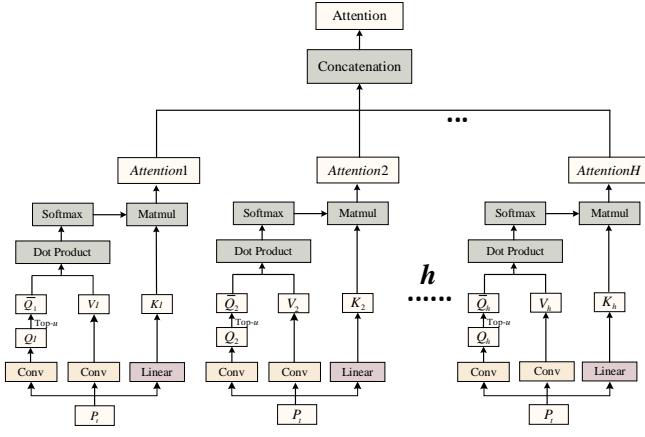 Attention
Concatenation
...
Attention1 Attention2 AttentionH
Softmax Matmul Softmax Matmul Softmax Matmul
Dot Product Dot Product Dot Product
h
......
Q̅₁ V1 K1 Q̅₂ V₂ K₂ Q̅ₕ Vₕ Kₕ
Top-u Top-u Top-u
Q1 Q₂ Qₕ
Conv Conv Linear Conv Conv Linear Conv Conv Linear
Pₜ Pₜ Pₜ